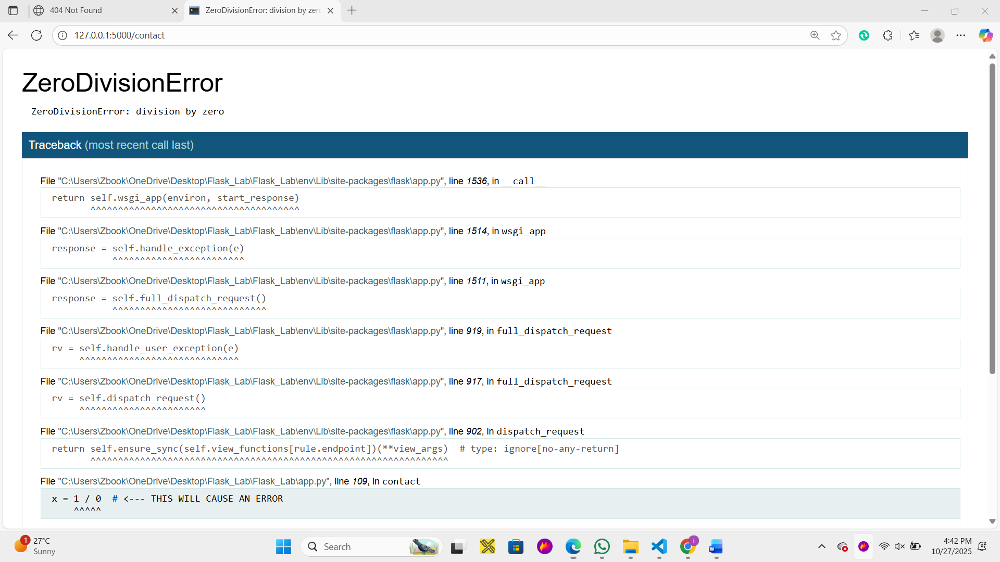 404 Not Found
ZeroDivisionError: division by zero
127.0.0.1:5000/contact
ZeroDivisionError
ZeroDivisionError: division by zero
Traceback (most recent call last)
File "C:\Users\Zbook\OneDrive\Desktop\Flask_Lab\Flask_Lab\env\Lib\site-packages\flask\app.py", line 1536, in __call__
return self.wsgi_app(environ, start_response)
^^^^^^^^^^^^^^^^^^^^^^^^^^^^^^^^^^^^^^
File "C:\Users\Zbook\OneDrive\Desktop\Flask_Lab\Flask_Lab\env\Lib\site-packages\flask\app.py", line 1514, in wsgi_app
response = self.handle_exception(e)
^^^^^^^^^^^^^^^^^^^^^^^^
File "C:\Users\Zbook\OneDrive\Desktop\Flask_Lab\Flask_Lab\env\Lib\site-packages\flask\app.py", line 1511, in wsgi_app
response = self.full_dispatch_request()
^^^^^^^^^^^^^^^^^^^^^^^^^^^^
File "C:\Users\Zbook\OneDrive\Desktop\Flask_Lab\Flask_Lab\env\Lib\site-packages\flask\app.py", line 919, in full_dispatch_request
rv = self.handle_user_exception(e)
^^^^^^^^^^^^^^^^^^^^^^^^^^^^^
File "C:\Users\Zbook\OneDrive\Desktop\Flask_Lab\Flask_Lab\env\Lib\site-packages\flask\app.py", line 917, in full_dispatch_request
rv = self.dispatch_request()
^^^^^^^^^^^^^^^^^^^^^^^
File "C:\Users\Zbook\OneDrive\Desktop\Flask_Lab\Flask_Lab\env\Lib\site-packages\flask\app.py", line 902, in dispatch_request
return self.ensure_sync(self.view_functions[rule.endpoint])(**view_args)  # type: ignore[no-any-return]
^^^^^^^^^^^^^^^^^^^^^^^^^^^^^^^^^^^^^^^^^^^^^^^^^^^^^^^^^^^^^^^^^
File "C:\Users\Zbook\OneDrive\Desktop\Flask_Lab\Flask_Lab\app.py", line 109, in contact
x = 1 / 0  # <--- THIS WILL CAUSE AN ERROR
^^^^^
1
27°C
Sunny
Search
4:42 PM
10/27/2025